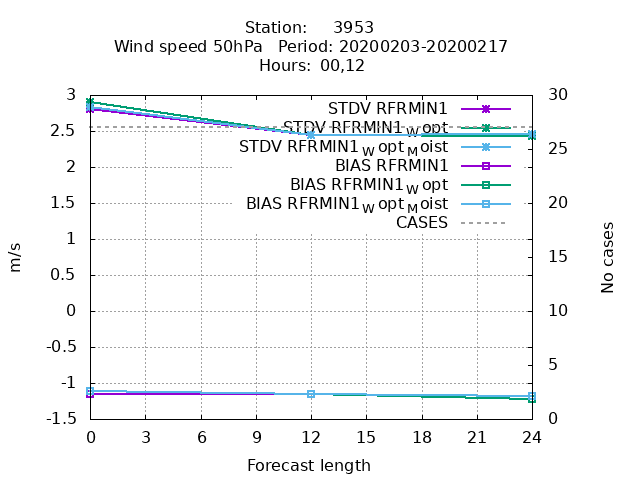 Station: 3953
Wind speed 50hPa Period: 20200203-20200217
Hours: 00,12
3 30
STDV RFRMIN1
2.5 STDV RFRMIN1_W opt 25
STDV RFRMIN1_W opt_M oist
2 BIAS RFRMIN1
BIAS RFRMIN1_W opt
1.5 BIAS RFRMIN1_W opt_M oist 20
CASES
1 15
0.5
0 10
-0.5
-1 5
-1.5 0
m/s
No cases
0 3 6 9 12 15 18 21 24
Forecast length